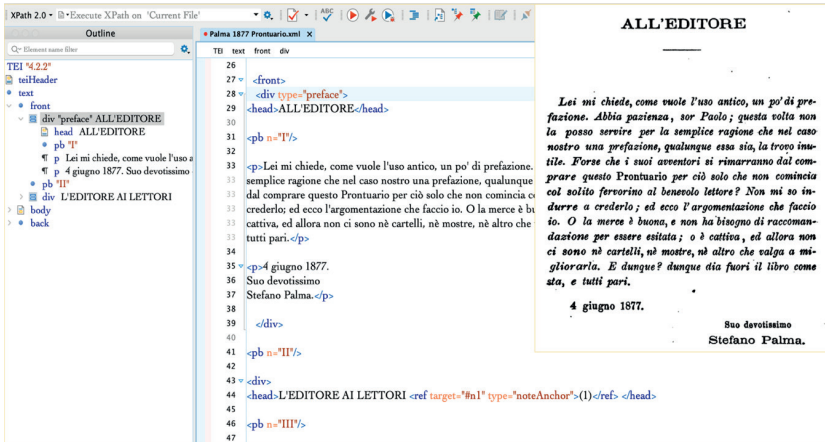 XPath 2.0 Execute XPath on 'Current File'
ABC
Outline
Element name filter
TEI "4.2.2"
teiHeader
text
front
div "preface" ALL'EDITORE
head ALL'EDITORE
pb "I"
¶ p Lei mi chiede, come vuole l'uso a
¶ p 4 giugno 1877. Suo devotissimo
pb "II"
div L'EDITORE AI LETTORI
body
back
Palma 1877 Prontuario.xml X
TEI text front div
26
27 <front>
28 <div type="preface">
29 <head>ALL'EDITORE</head>
30
31 <pb n="I"/>
32
33 <p>Lei mi chiede, come vuole l'uso antico, un po' di prefazione.
33 semplice ragione che nel caso nostro una prefazione, qualunque
33 dal comprare questo Prontuario per ciò solo che non comincia co
33 crederlo; ed ecco l'argomentazione che faccio io. O la merce è bu
33 cattiva, ed allora non ci sono nè cartelli, nè mostre, nè altro che
33 tutti pari.</p>
34
35 <p>4 giugno 1877.
36 Suo devotissimo
37 Stefano Palma.</p>
38
39 </div>
40
41 <pb n="II"/>
42
43 <div>
44 <head>L'EDITORE AI LETTORI <ref target="#n1" type="noteAnchor">(1)</ref> </head>
45
46 <pb n="III"/>
47
ALL'EDITORE
Lei mi chiede, come vuole l'uso antico, un po' di pre-
fazione. Abbia pazienza, sor Paolo; questa volta non
la posso servire per la semplice ragione che nel caso
nostro una prefazione, qualunque essa sia, la trovo inu-
tile. Forse che i suoi avventori si rimarranno dal com-
prare questo Prontuario per ciò solo che non comincia
col solito fervorino al benevolo lettore? Non mi so in-
durre a crederlo; ed ecco l'argomentazione che faccio
io. O la merce è buona, e non ha bisogno di raccoman-
dazione per essere esitata; o è cattiva, ed allora non
ci sono nè cartelli, nè mostre, nè altro che valga a mi-
gliorarla. E dunque? dunque dia fuori il libro come
sta, e tutti pari.
4 giugno 1877.
Suo devotissimo
Stefano Palma.